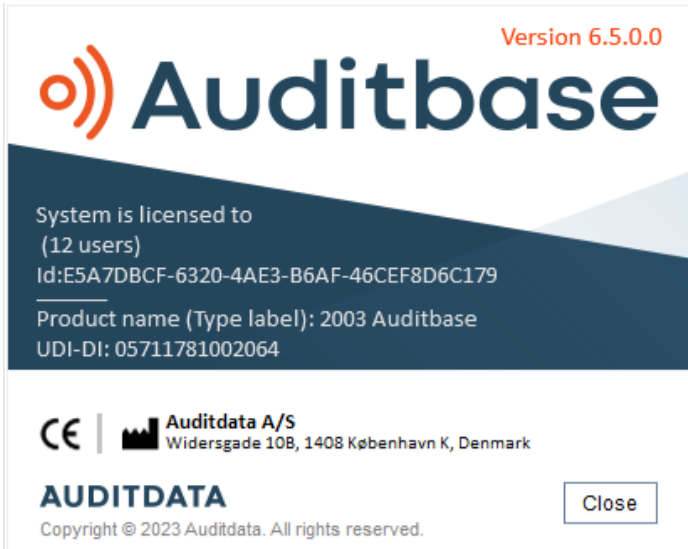 Version 6.5.0.0
Auditbase
System is licensed to
(12 users)
Id:E5A7DBCF-6320-4AE3-B6AF-46CEF8D6C179
Product name (Type label): 2003 Auditbase
UDI-DI: 05711781002064
CE
Auditdata A/S
Widersgade 10B, 1408 København K, Denmark
AUDITDATA
Close
Copyright © 2023 Auditdata. All rights reserved.